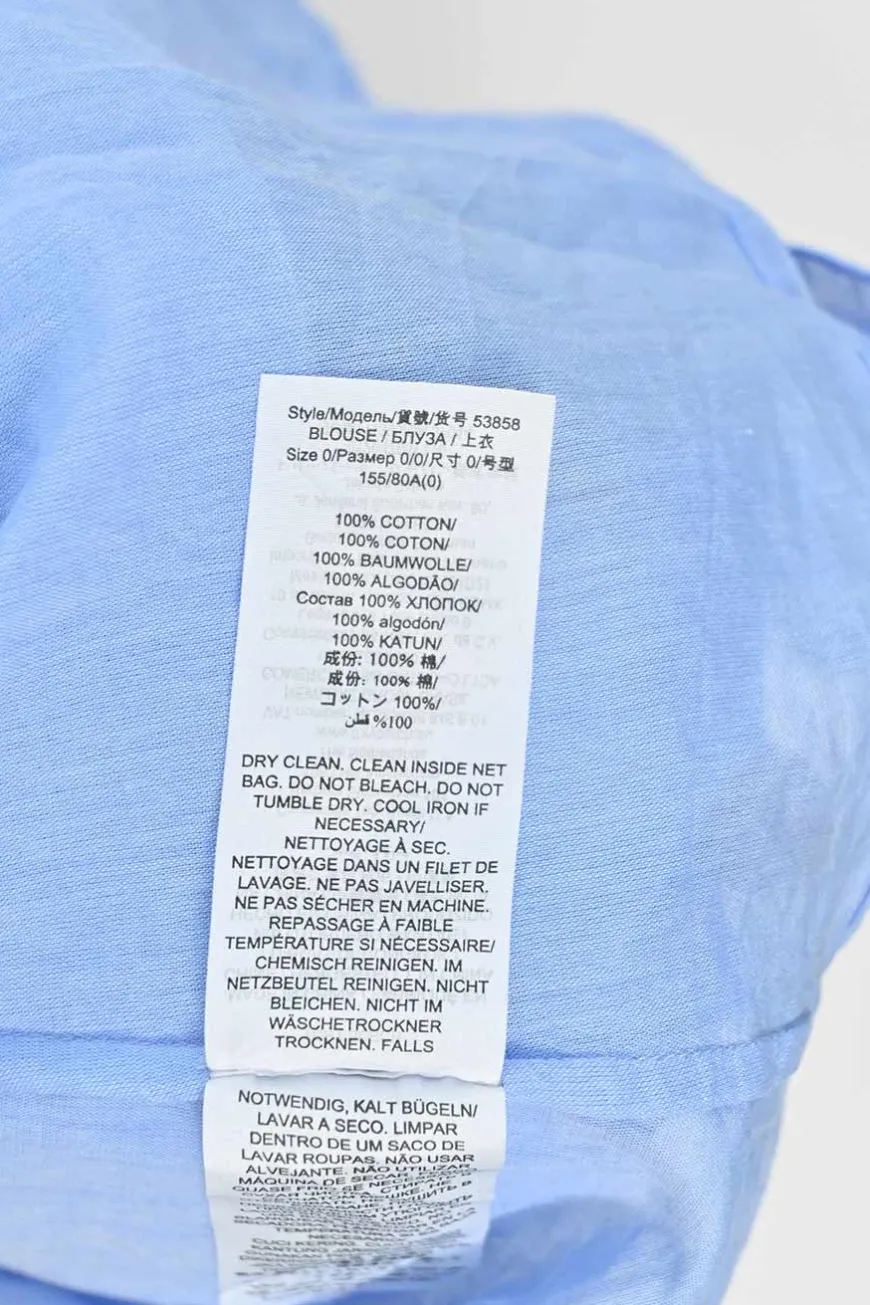 Style/Модель/貨號/货号 53858
BLOUSE / БЛУЗА / 上衣
Size 0/Размер 0/0/尺寸 0/号型
155/80A(0)
100% COTTON/
100% COTON/
100% BAUMWOLLE/
100% ALGODÃO/
Состав 100% ХЛОПОК/
100% algodón/
100% KATUN/
成份: 100% 棉/
成份: 100% 棉/
コットン 100%/
قطن %100
DRY CLEAN. CLEAN INSIDE NET
BAG. DO NOT BLEACH. DO NOT
TUMBLE DRY. COOL IRON IF
NECESSARY/
NETTOYAGE À SEC.
NETTOYAGE DANS UN FILET DE
LAVAGE. NE PAS JAVELLISER.
NE PAS SÉCHER EN MACHINE.
REPASSAGE À FAIBLE
TEMPÉRATURE SI NÉCESSAIRE/
CHEMISCH REINIGEN. IM
NETZBEUTEL REINIGEN. NICHT
BLEICHEN. NICHT IM
WÄSCHETROCKNER
TROCKNEN. FALLS
NOTWENDIG, KALT BÜGELN/
LAVAR A SECO. LIMPAR
DENTRO DE UM SACO DE
LAVAR ROUPAS. NÃO USAR
ALVEJANTE. NÃO UTILIZAR
MÁQUINA DE SECAR